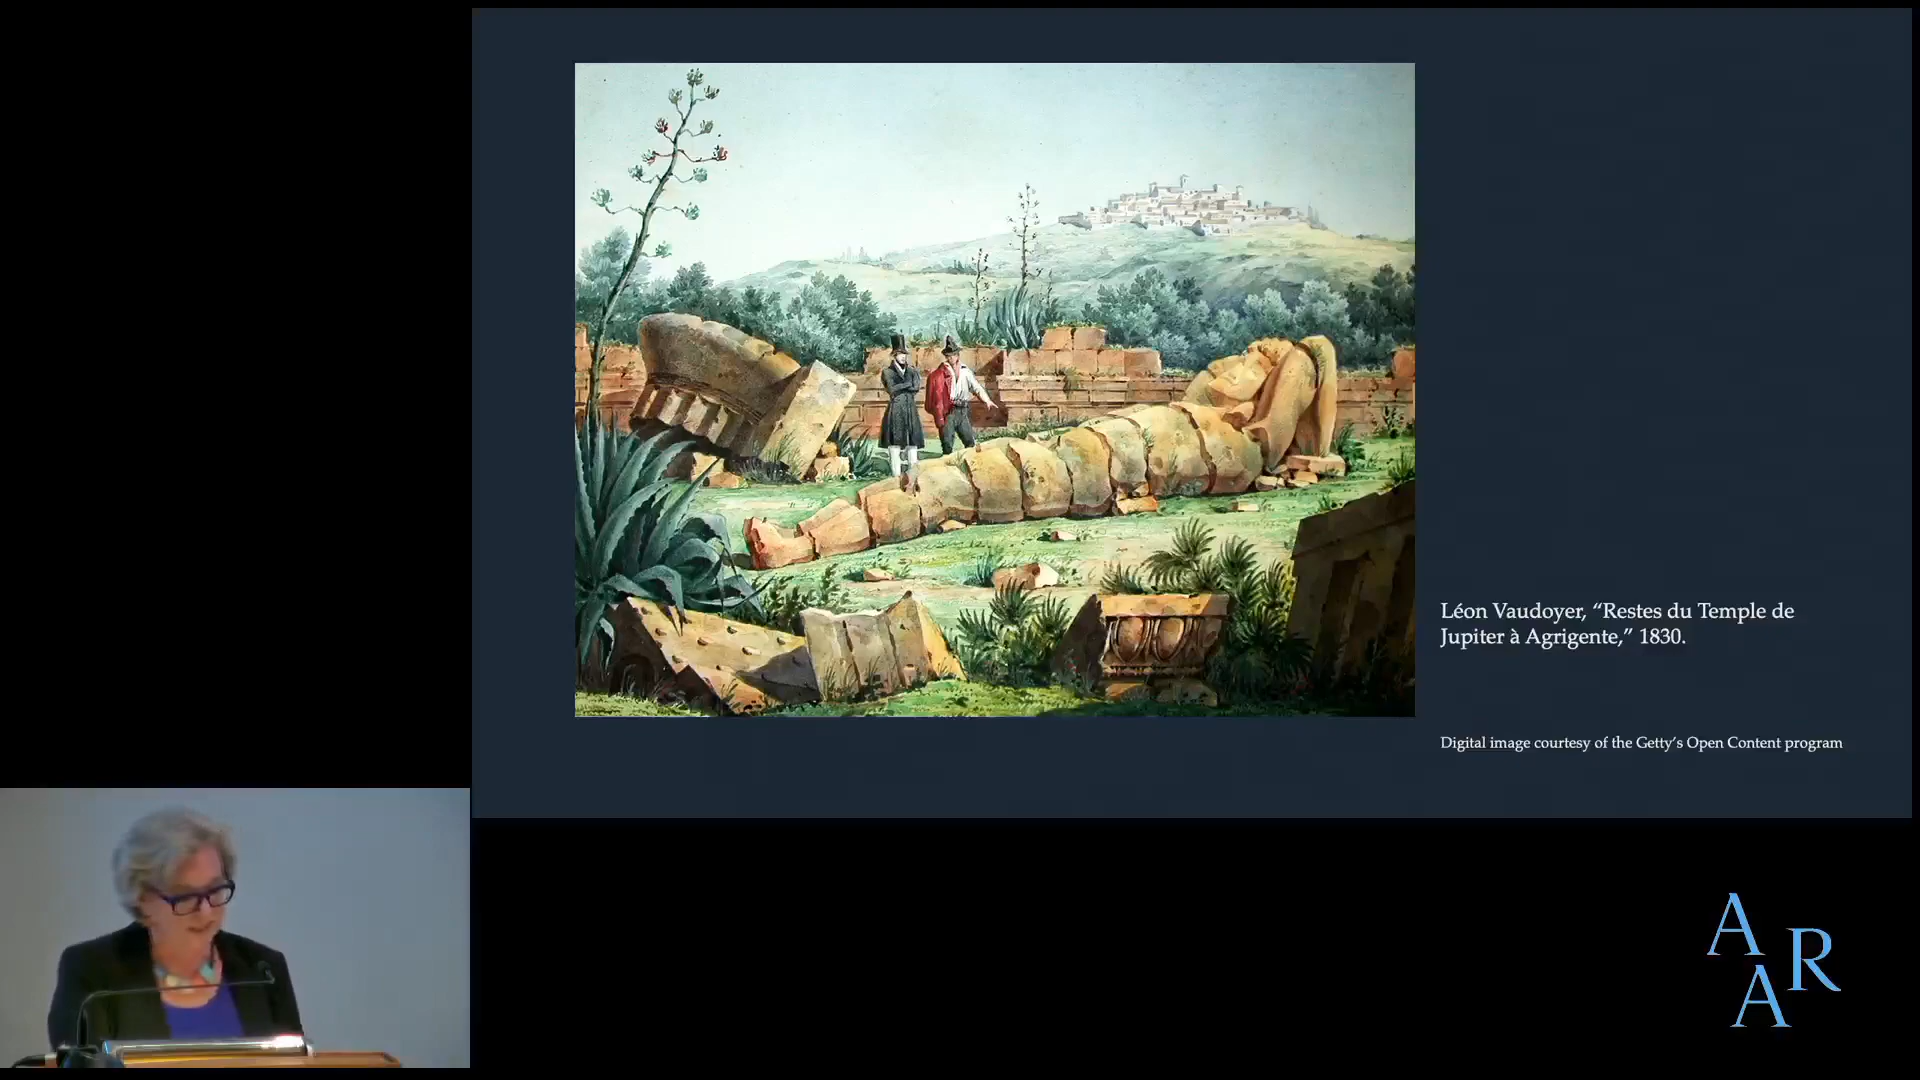 Léon Vaudoyer, “Restes du Temple de
Jupiter à Agrigente,” 1830.
Digital image courtesy of the Getty’s Open Content program
A
R
A